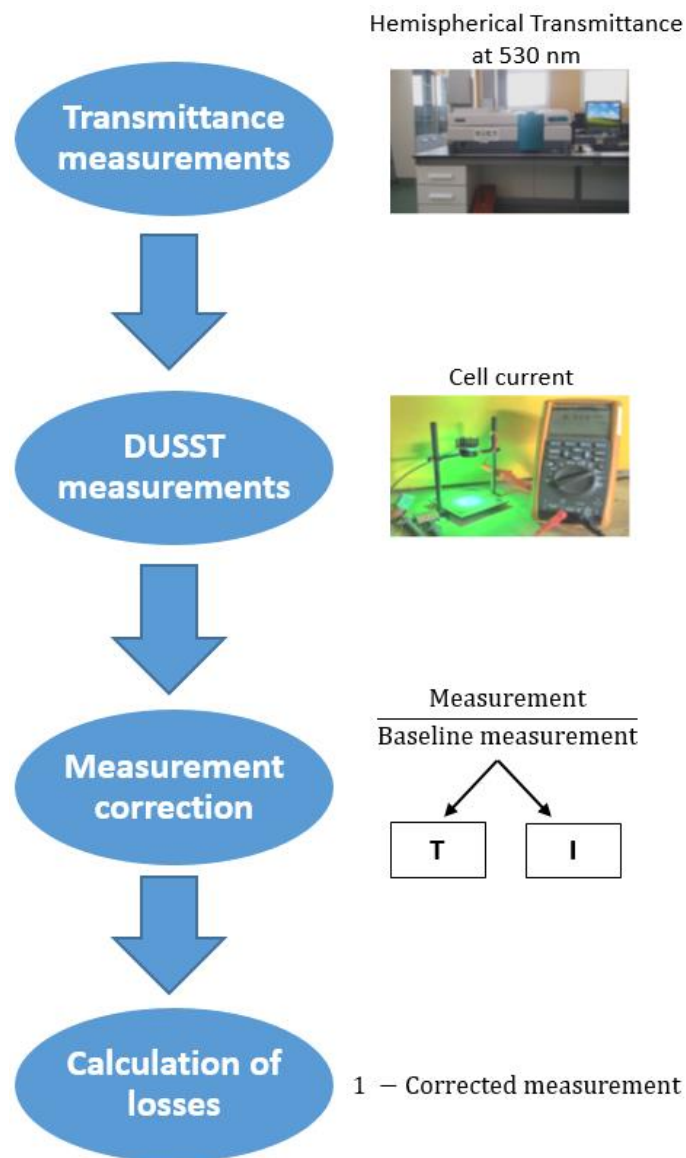 Hemispherical Transmittance
at 530 nm
Transmittance
measurements
Cell current
DUSST
measurements
Measurement
Baseline measurement
Measurement
correction
T I
Calculation of
losses
1 − Corrected measurement